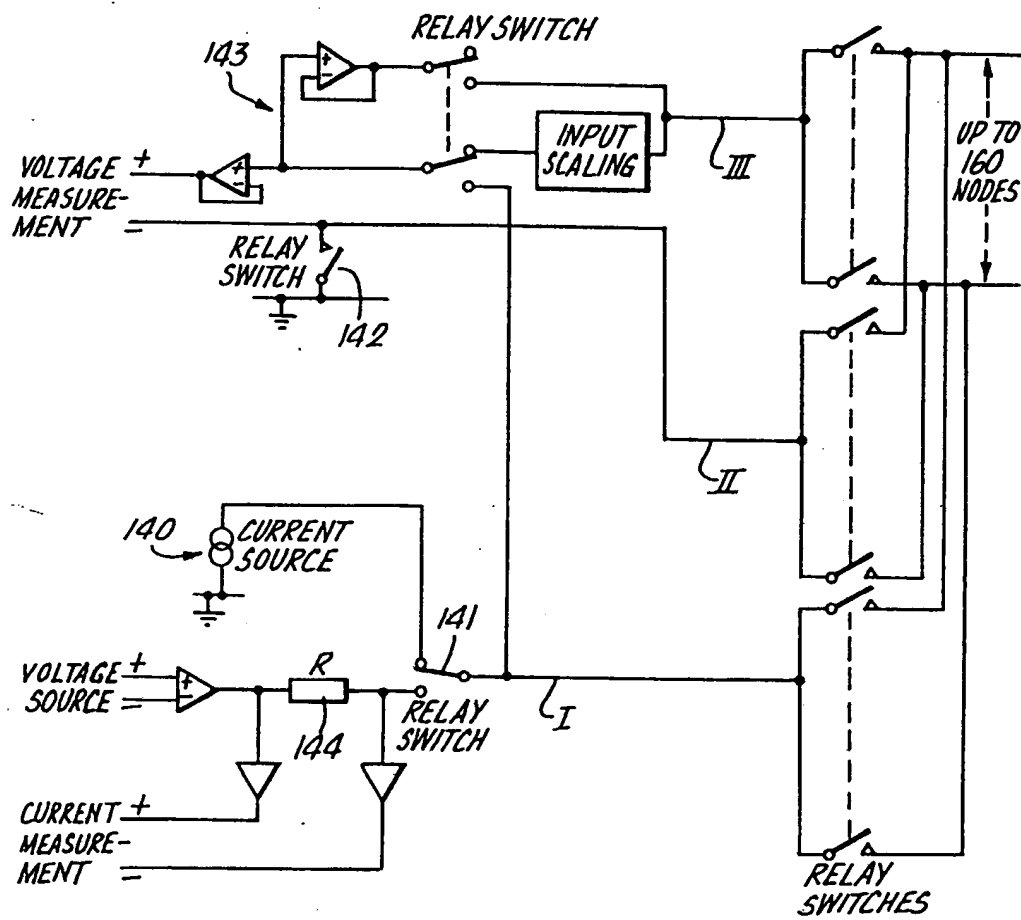 RELAY SWITCH
143
+
-
VOLTAGE +
MEASURE-
MENT -
+
-
INPUT
SCALING
III
UP TO
160
NODES
RELAY
SWITCH
142
II
140
CURRENT
SOURCE
141
VOLTAGE +
SOURCE -
+
-
R
144
RELAY
SWITCH
I
CURRENT +
MEASURE-
MENT -
RELAY
SWITCHES